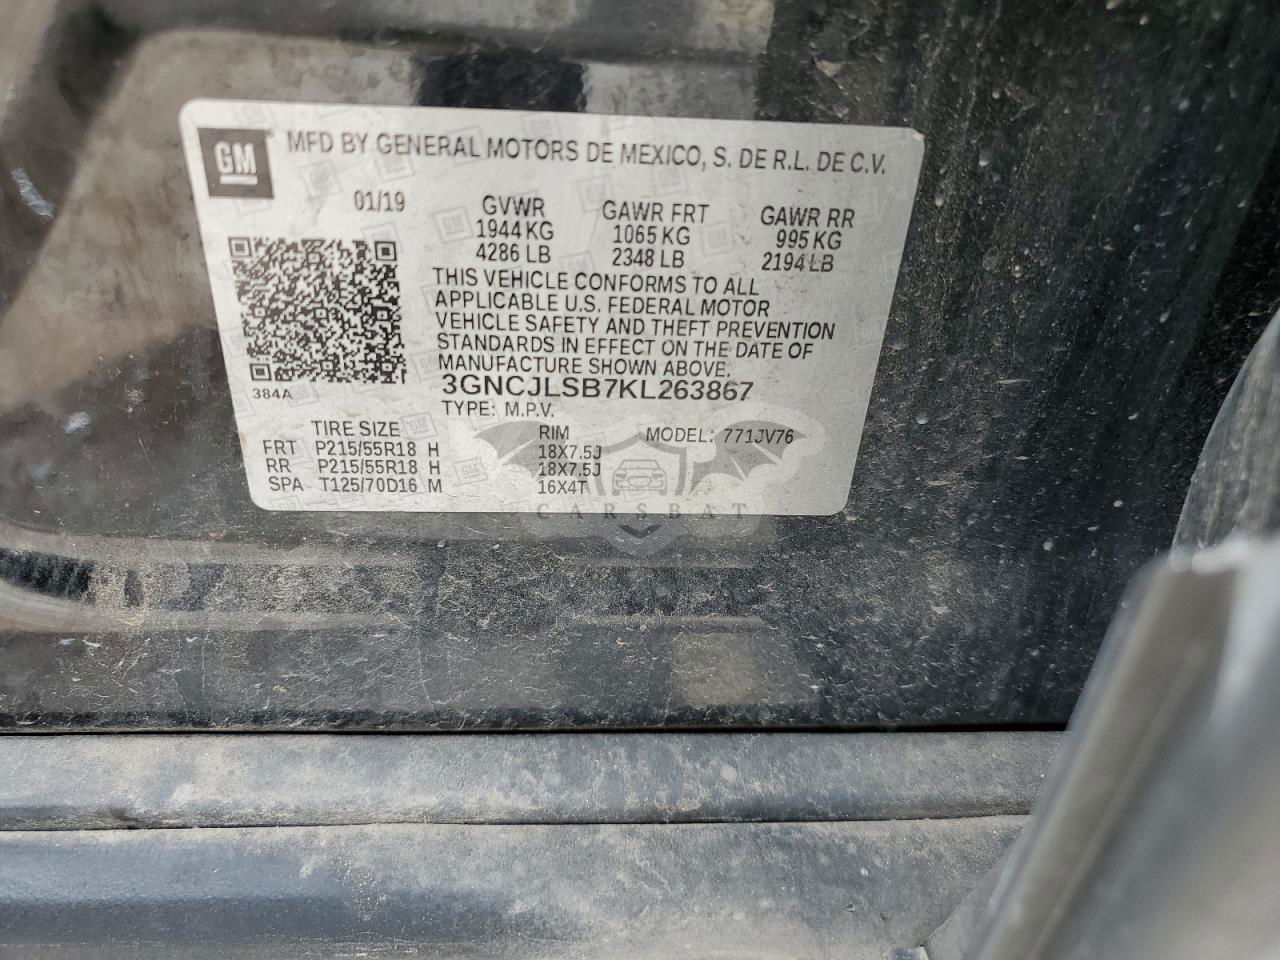 GM
MFD BY GENERAL MOTORS DE MEXICO, S. DE R.L. DE C.V.
01/19 GVWR GAWR FRT GAWR RR
1944 KG 1065 KG 995 KG
4286 LB 2348 LB 2194 LB
THIS VEHICLE CONFORMS TO ALL
APPLICABLE U.S. FEDERAL MOTOR
VEHICLE SAFETY AND THEFT PREVENTION
STANDARDS IN EFFECT ON THE DATE OF
MANUFACTURE SHOWN ABOVE.
384A
3GNCJLSB7KL263867
TYPE: M.P.V.
TIRE SIZE RIM MODEL: 771JV76
FRT P215/55R18 H 18X7.5J
RR P215/55R18 H 18X7.5J
SPA T125/70D16 M 16X4T
CARSBAT